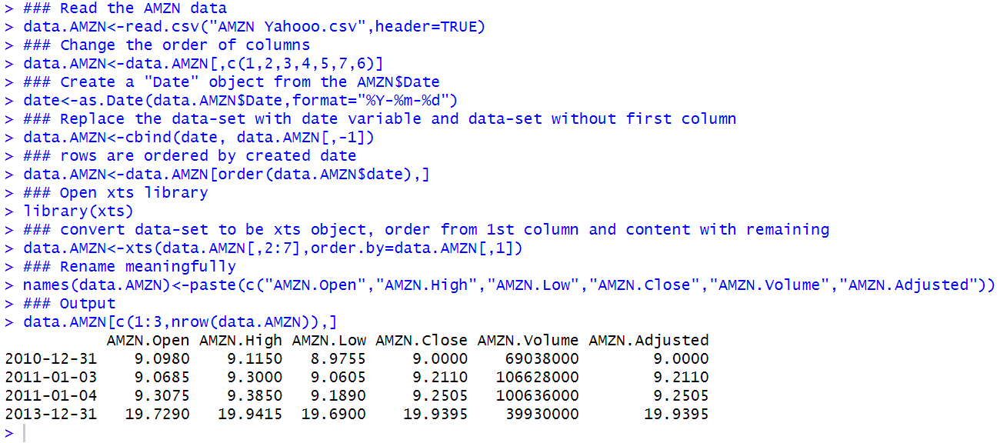 > ### Read the AMZN data
> data.AMZN<-read.csv("AMZN Yahooo.csv",header=TRUE)
> ### Change the order of columns
> data.AMZN<-data.AMZN[,c(1,2,3,4,5,7,6)]
> ### Create a "Date" object from the AMZN$Date
> date<-as.Date(data.AMZN$Date,format="%Y-%m-%d")
> ### Replace the data-set with date variable and data-set without first column
> data.AMZN<-cbind(date, data.AMZN[,-1])
> ### rows are ordered by created date
> data.AMZN<-data.AMZN[order(data.AMZN$date),]
> ### Open xts library
> library(xts)
> ### convert data-set to be xts object, order from 1st column and content with remaining
> data.AMZN<-xts(data.AMZN[,2:7],order.by=data.AMZN[,1])
> ### Rename meaningfully
> names(data.AMZN)<-paste(c("AMZN.Open","AMZN.High","AMZN.Low","AMZN.Close","AMZN.Volume","AMZN.Adjusted"))
> ### Output
> data.AMZN[c(1:3,nrow(data.AMZN)),]
           AMZN.Open AMZN.High AMZN.Low AMZN.Close AMZN.Volume AMZN.Adjusted
2010-12-31    9.0980    9.1150   8.9755     9.0000    69038000        9.0000
2011-01-03    9.0685    9.3000   9.0605     9.2110   106628000        9.2110
2011-01-04    9.3075    9.3850   9.1890     9.2505   100636000        9.2505
2013-12-31   19.7290   19.9415  19.6900    19.9395    39930000       19.9395
>